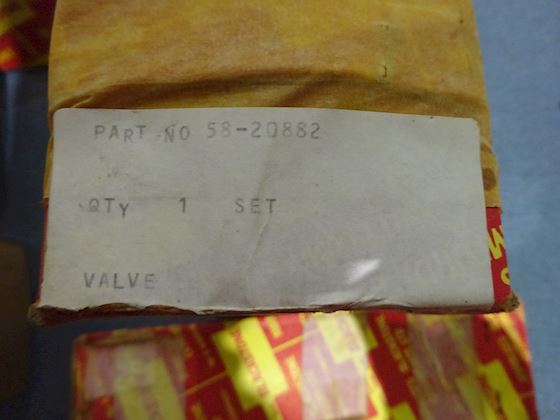 PART NO 58-20882
QTY 1 SET
VALVE